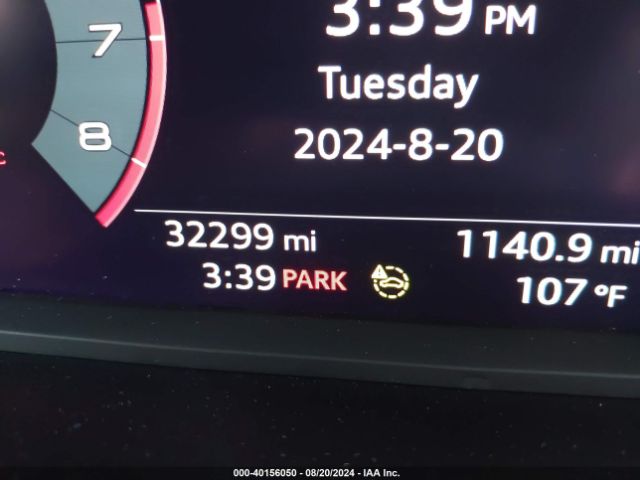 3:39 PM
7
Tuesday
8
2024-8-20
32299 mi
1140.9 mi
3:39 PARK
107 °F
000-40156050 - 08/20/2024 - IAA Inc.